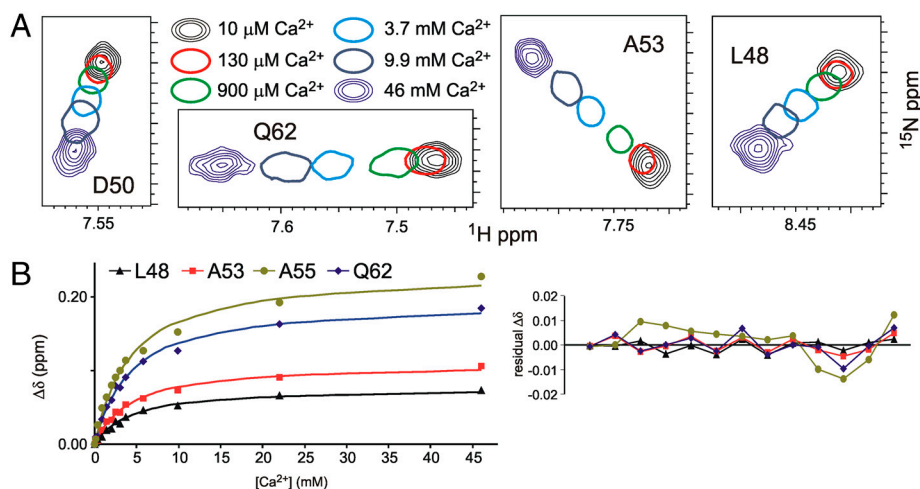 A
10 μM Ca²⁺
3.7 mM Ca²⁺
130 μM Ca²⁺
9.9 mM Ca²⁺
900 μM Ca²⁺
46 mM Ca²⁺
D50
Q62
A53
L48
7.55
7.6 7.5
7.75
8.45
¹H ppm
¹⁵N ppm
B
L48 A53 A55 Q62
0.20
0.00
Δδ (ppm)
0 5 10 15 20 25 30 35 40 45
[Ca²⁺] (mM)
0.02
0.01
0.00
-0.01
-0.02
residual Δδ